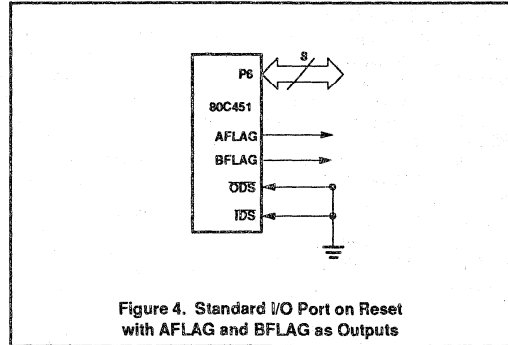 8
P6
80C451
AFLAG
BFLAG
ODS
IDS
Figure 4. Standard I/O Port on Reset
with AFLAG and BFLAG as Outputs